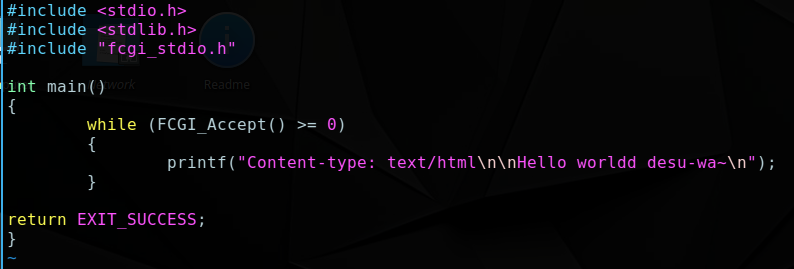 #include <stdio.h>
#include <stdlib.h>
#include "fcgi_stdio.h"
Readme
int main()
{
        while (FCGI_Accept() >= 0)
        {
                printf("Content-type: text/html\n\nHello worldd desu-wa~\n");
        }

return EXIT_SUCCESS;
}
~